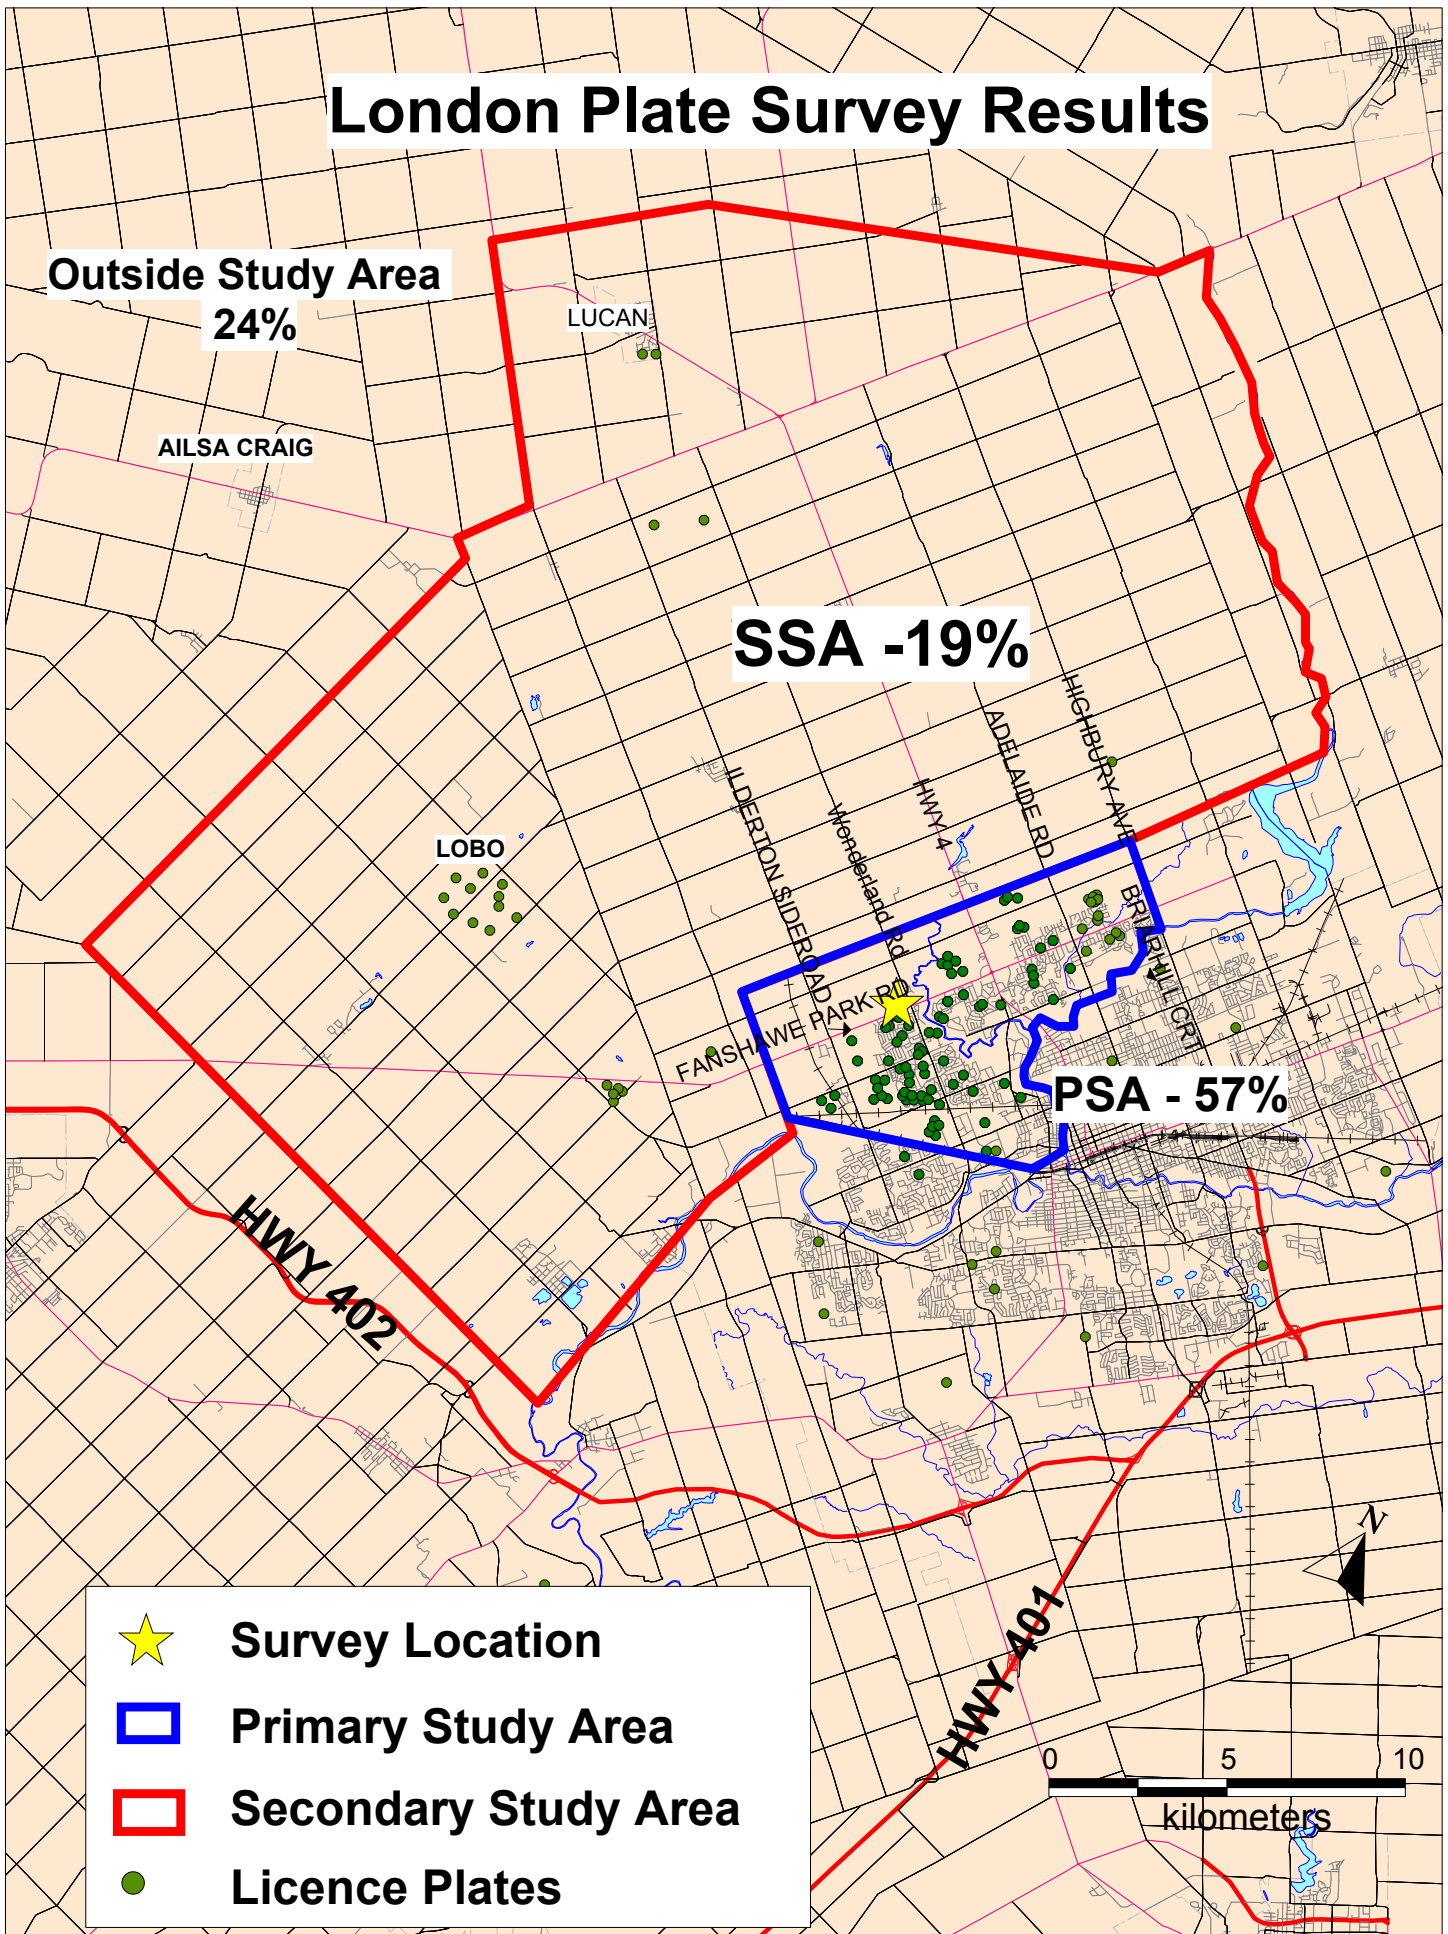 London Plate Survey Results
Outside Study Area
24%
LUCAN
AILSA CRAIG
SSA -19%
HIGHBURY AVE
ADELAIDE RD
HWY 4
Wonderland Rd
ILDERTON SIDEROAD
LOBO
BRIARHILL CRT
FANSHAWE PARK RD
PSA - 57%
HWY 402
N
HWY 401
Survey Location
Primary Study Area
Secondary Study Area
Licence Plates
0 5 10
kilometers